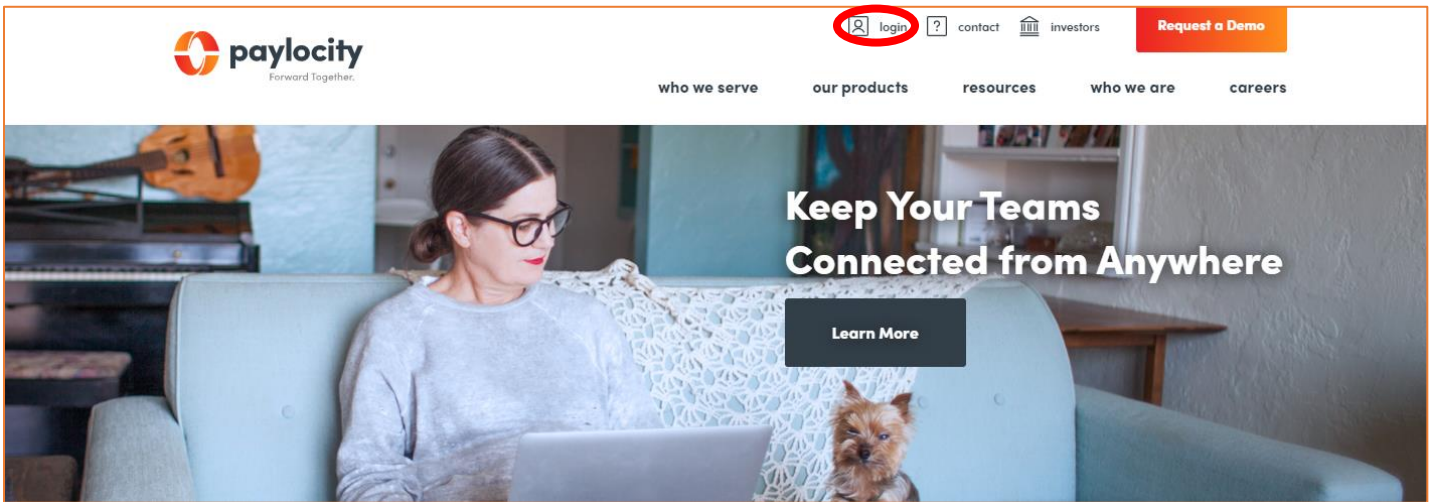 login ? contact investors Request a Demo
paylocity
Forward Together.
who we serve our products resources who we are careers
Keep Your Teams
Connected from Anywhere
Learn More